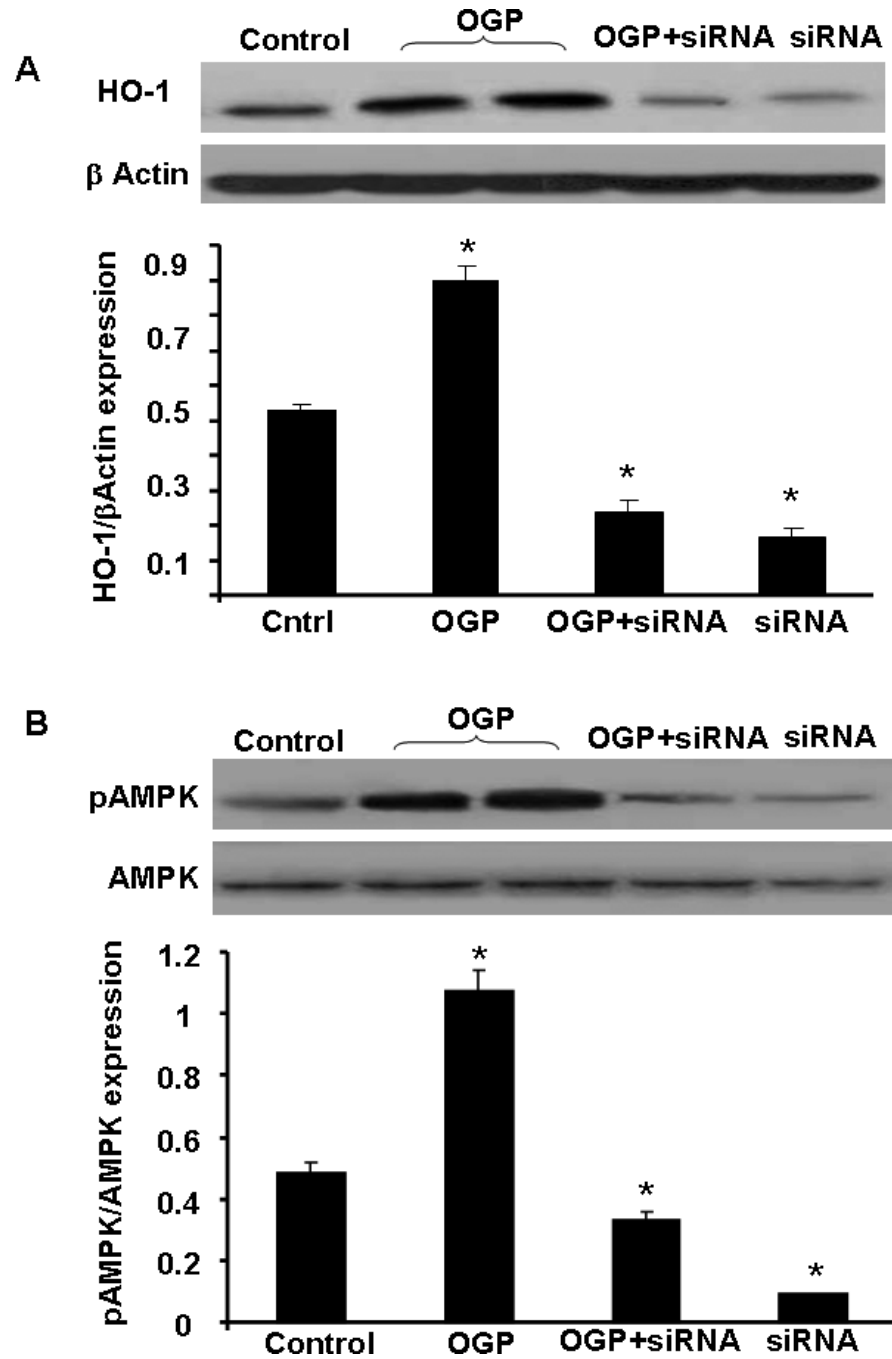 A
Control OGP OGP+siRNA siRNA
HO-1
β Actin
HO-1/βActin expression
0.9
0.7
0.5
0.3
0.1
*
*
*
Cntrl OGP OGP+siRNA siRNA
B
Control OGP OGP+siRNA siRNA
pAMPK
AMPK
pAMPK/AMPK expression
1.2
1
0.8
0.6
0.4
0.2
0
*
*
*
Control OGP OGP+siRNA siRNA